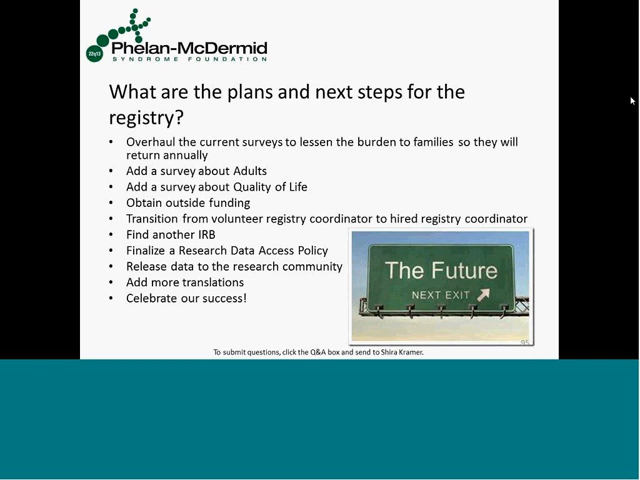 22q13
Phelan-McDermid
SYNDROME FOUNDATION
What are the plans and next steps for the
registry?
• Overhaul the current surveys to lessen the burden to families so they will
return annually
• Add a survey about Adults
• Add a survey about Quality of Life
• Obtain outside funding
• Transition from volunteer registry coordinator to hired registry coordinator
• Find another IRB
• Finalize a Research Data Access Policy
• Release data to the research community
• Add more translations
• Celebrate our success!
The Future
NEXT EXIT
95
To submit questions, click the Q&A box and send to Shira Kramer.